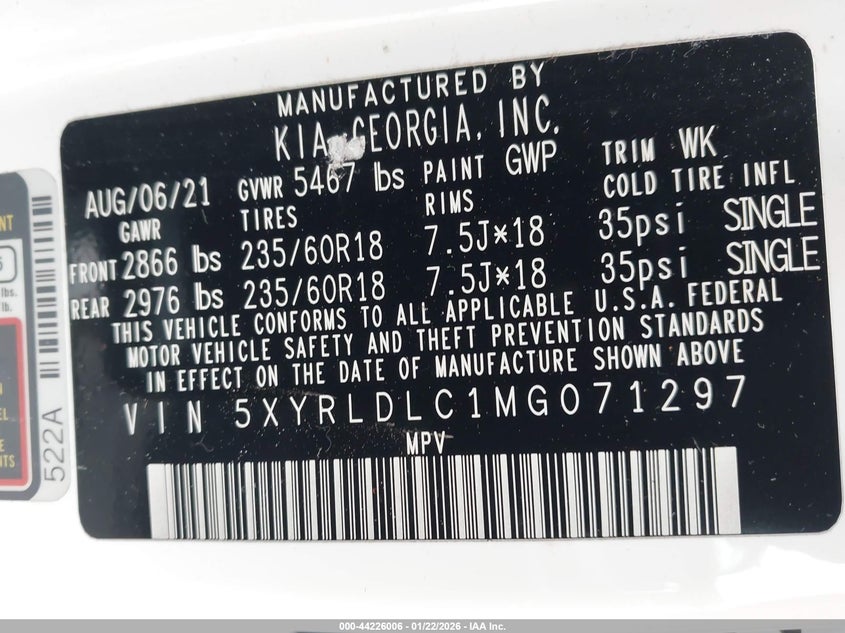 MANUFACTURED BY
KIA GEORGIA, INC.
AUG/06/21 GVWR 5467 lbs PAINT GWP TRIM WK
GAWR TIRES RIMS COLD TIRE INFL
FRONT 2866 lbs 235/60R18 7.5J*18 35psi SINGLE
REAR 2976 lbs 235/60R18 7.5J*18 35psi SINGLE
THIS VEHICLE CONFORMS TO ALL APPLICABLE U.S.A. FEDERAL
MOTOR VEHICLE SAFETY AND THEFT PREVENTION STANDARDS
IN EFFECT ON THE DATE OF MANUFACTURE SHOWN ABOVE
VIN 5XYRLDLC1MG071297
MPV
522A
lbs.
lb.
000-44226006 - 01/22/2026 - IAA Inc.